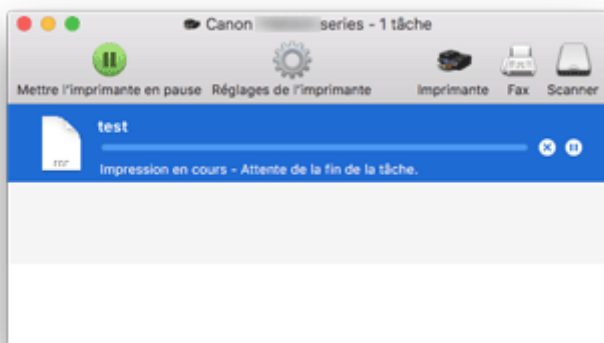 Canon series - 1 tâche
Mettre l'imprimante en pause Réglages de l'imprimante Imprimante Fax Scanner
test
Impression en cours - Attente de la fin de la tâche.